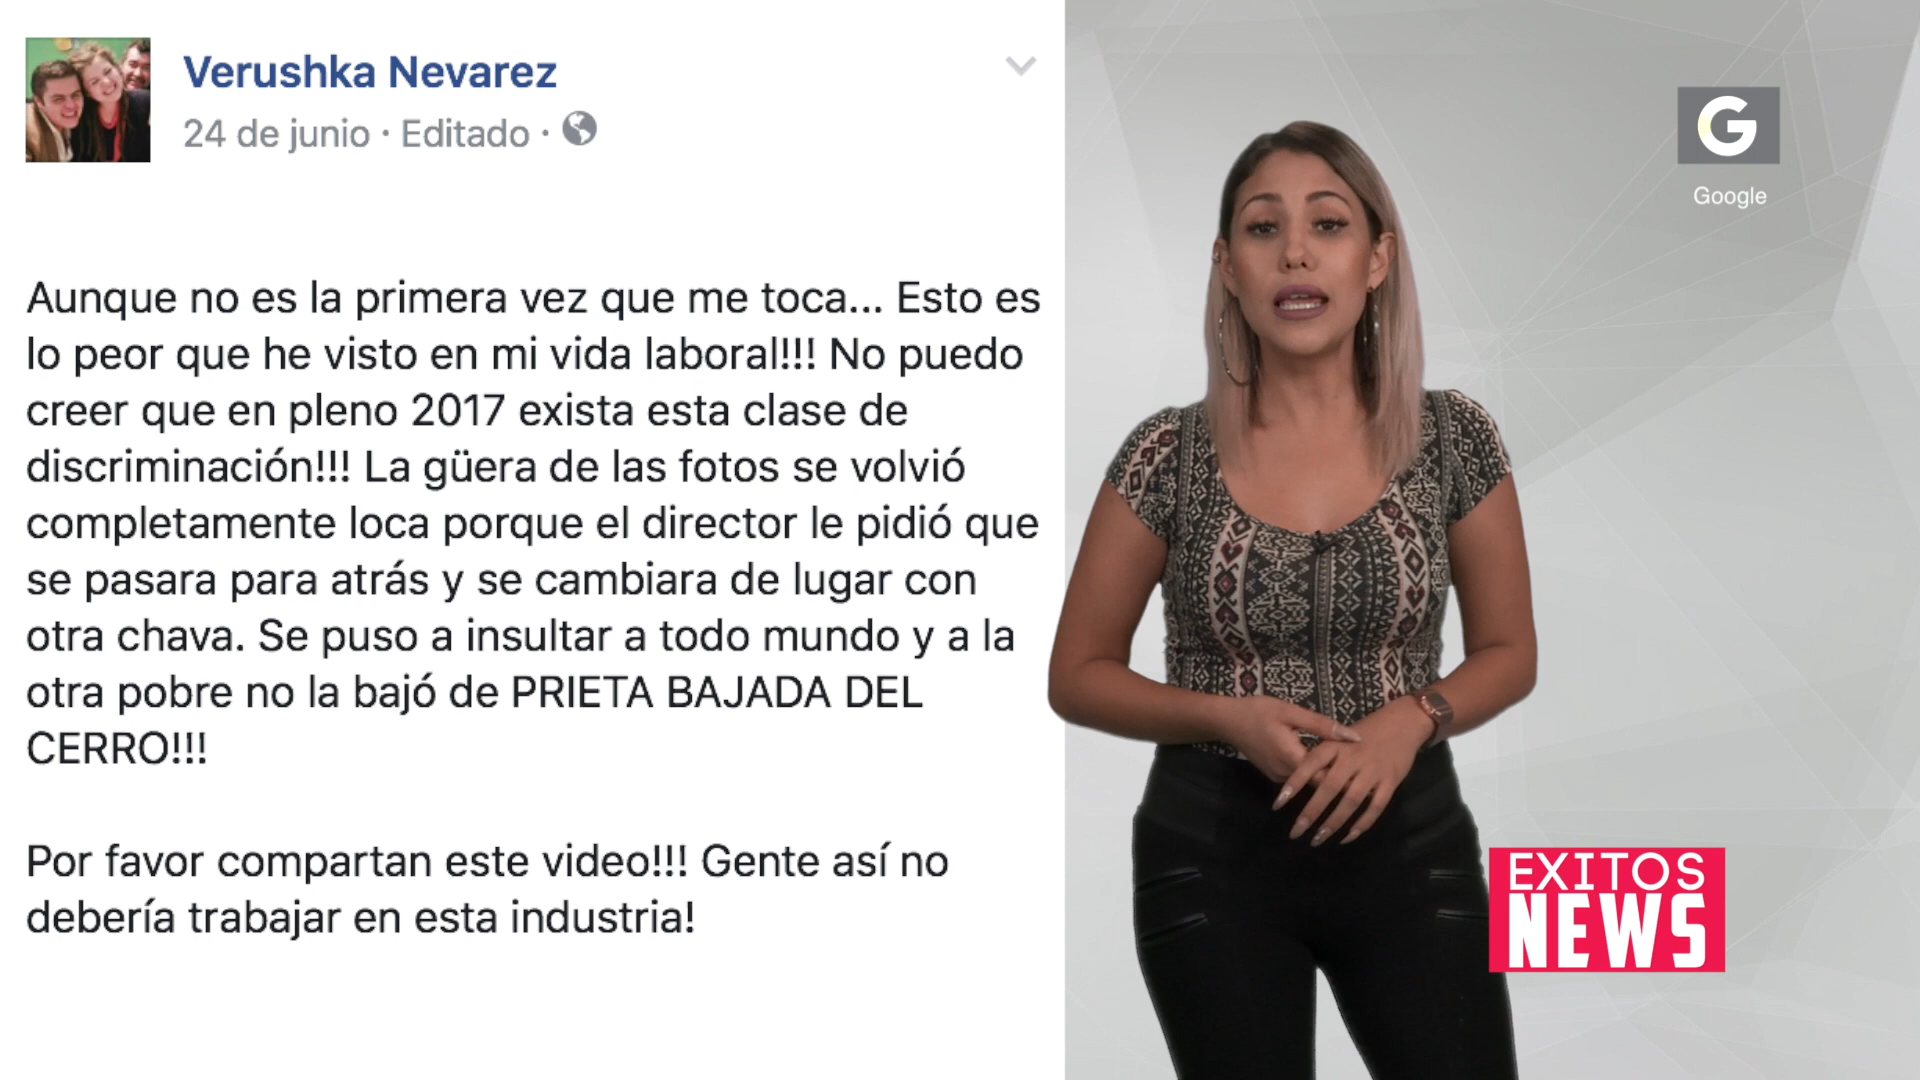 Verushka Nevarez
24 de junio · Editado ·
Aunque no es la primera vez que me toca... Esto es
lo peor que he visto en mi vida laboral!!! No puedo
creer que en pleno 2017 exista esta clase de
discriminación!!! La güera de las fotos se volvió
completamente loca porque el director le pidió que
se pasara para atrás y se cambiara de lugar con
otra chava. Se puso a insultar a todo mundo y a la
otra pobre no la bajó de PRIETA BAJADA DEL
CERRO!!!
Por favor compartan este video!!! Gente así no
debería trabajar en esta industria!
G
Google
EXITOS
NEWS